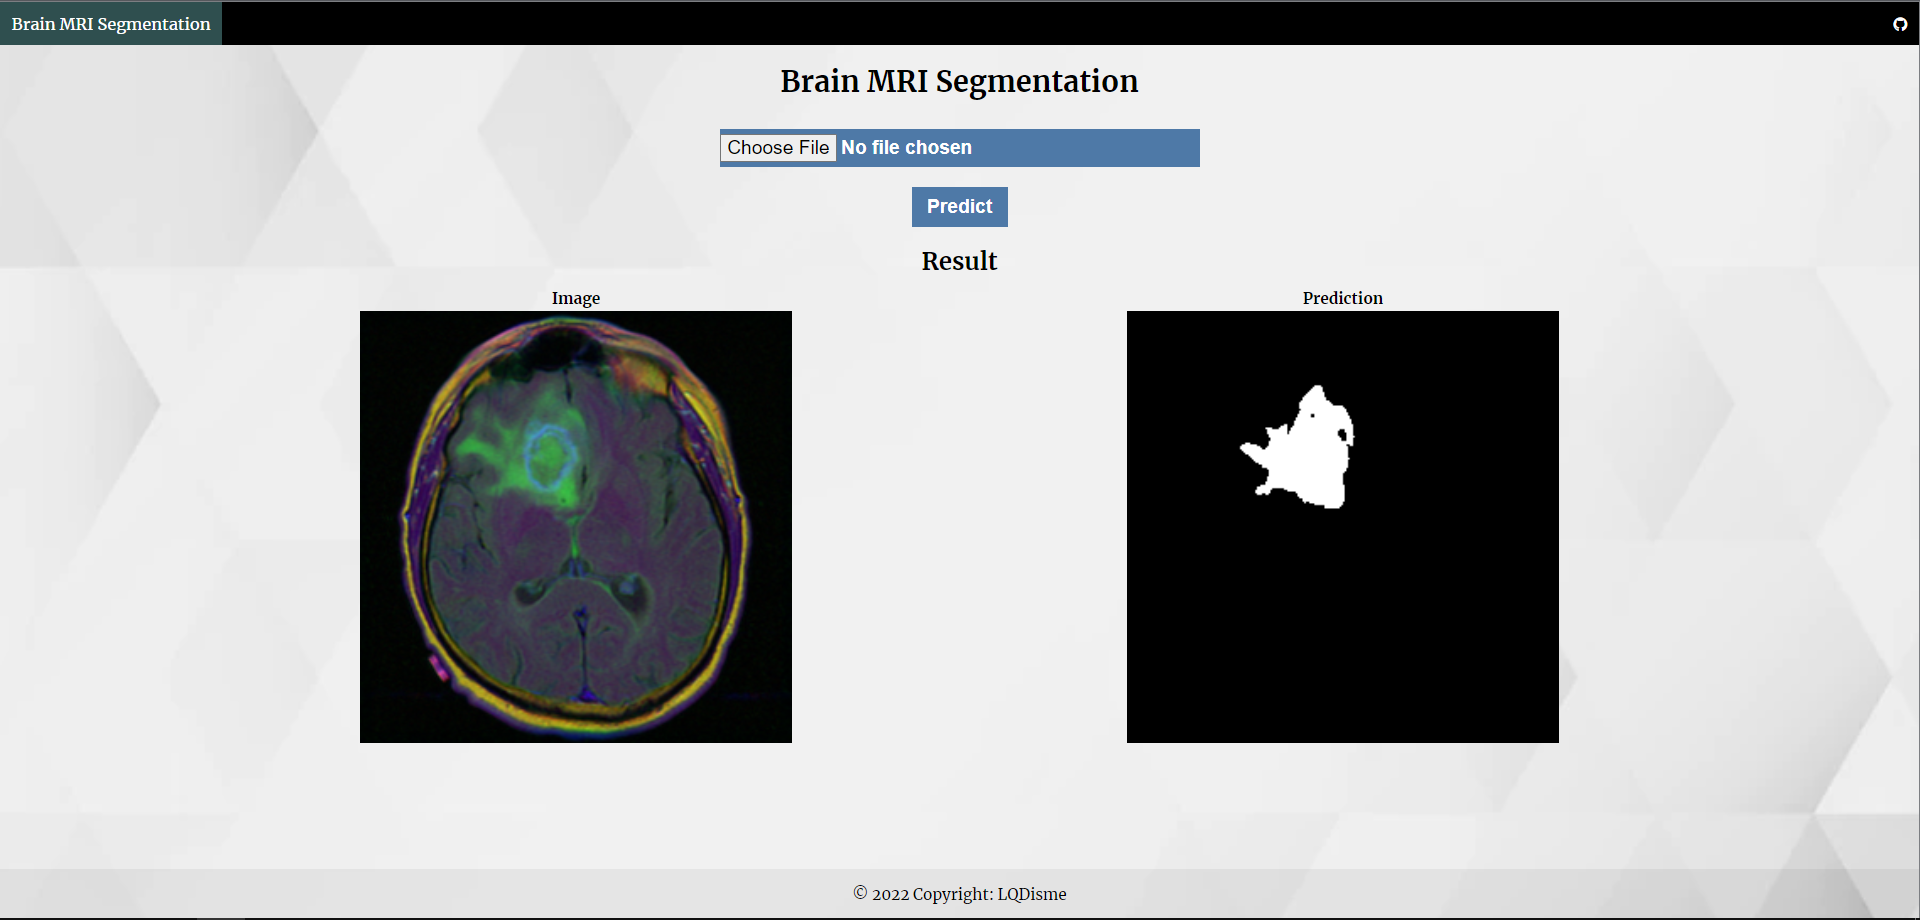 Brain MRI Segmentation
Brain MRI Segmentation
Choose File No file chosen
Predict
Result
Image
Prediction
© 2022 Copyright: LQDisme